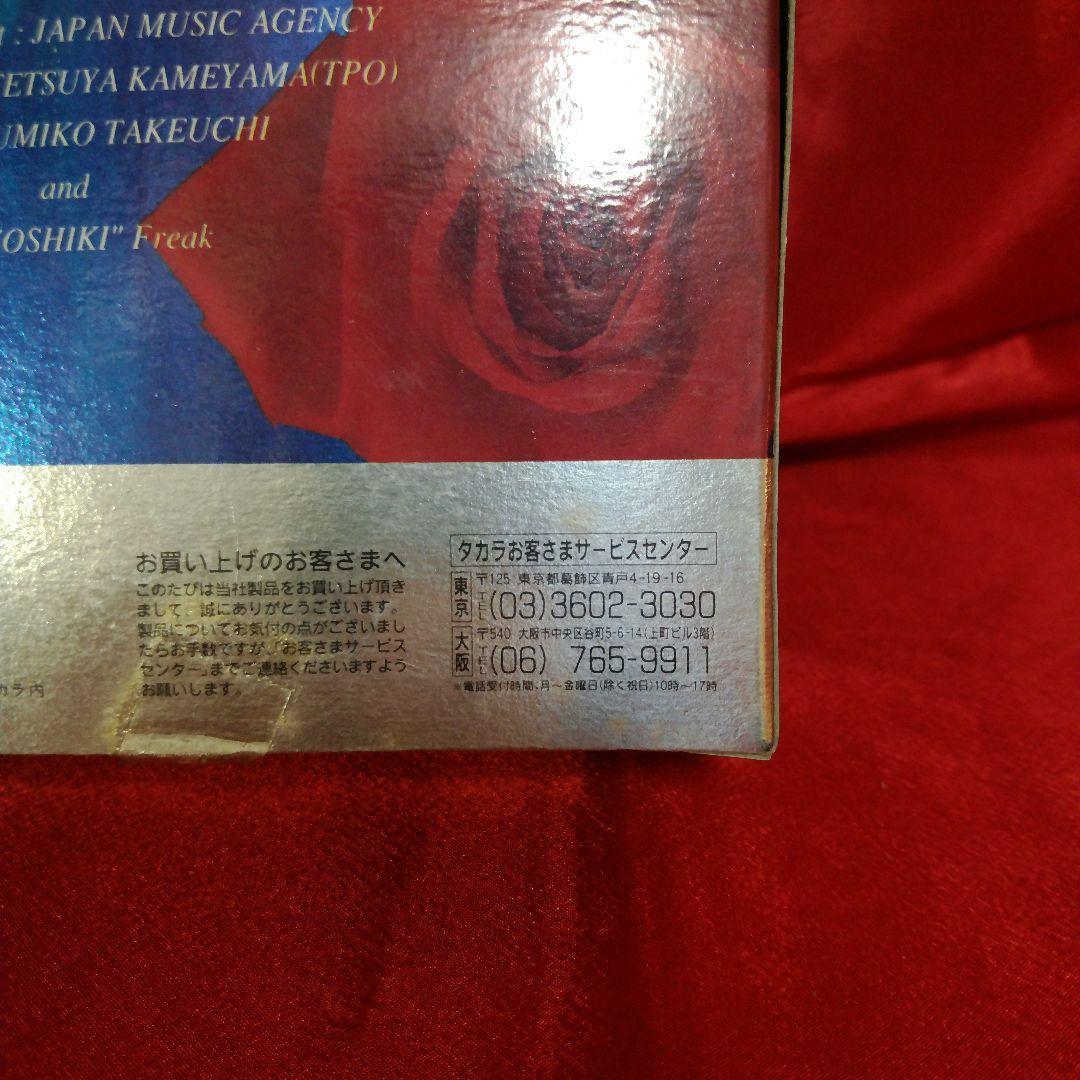 : JAPAN MUSIC AGENCY
TETSUYA KAMEYAMA(TPO)
UMIKO TAKEUCHI
and
OSHIKI" Freak
お買い上げのお客さまへ
このたびは当社製品をお買い上げ頂き
まして、誠にありがとうございます。
製品についてお気付の点がございまし
たらお手数ですが、「お客さまサービス
センター」までご連絡くださいますよう
お願いします。
カラ内
タカラお客さまサービスセンター
東京 〒125 東京都葛飾区青戸4-19-16
TEL(03)3602-3030
大阪 〒540 大阪市中央区谷町5-6-14(上町ビル3階)
TEL(06) 765-9911
※電話受付時間:月〜金曜日(除く祝日)10時〜17時